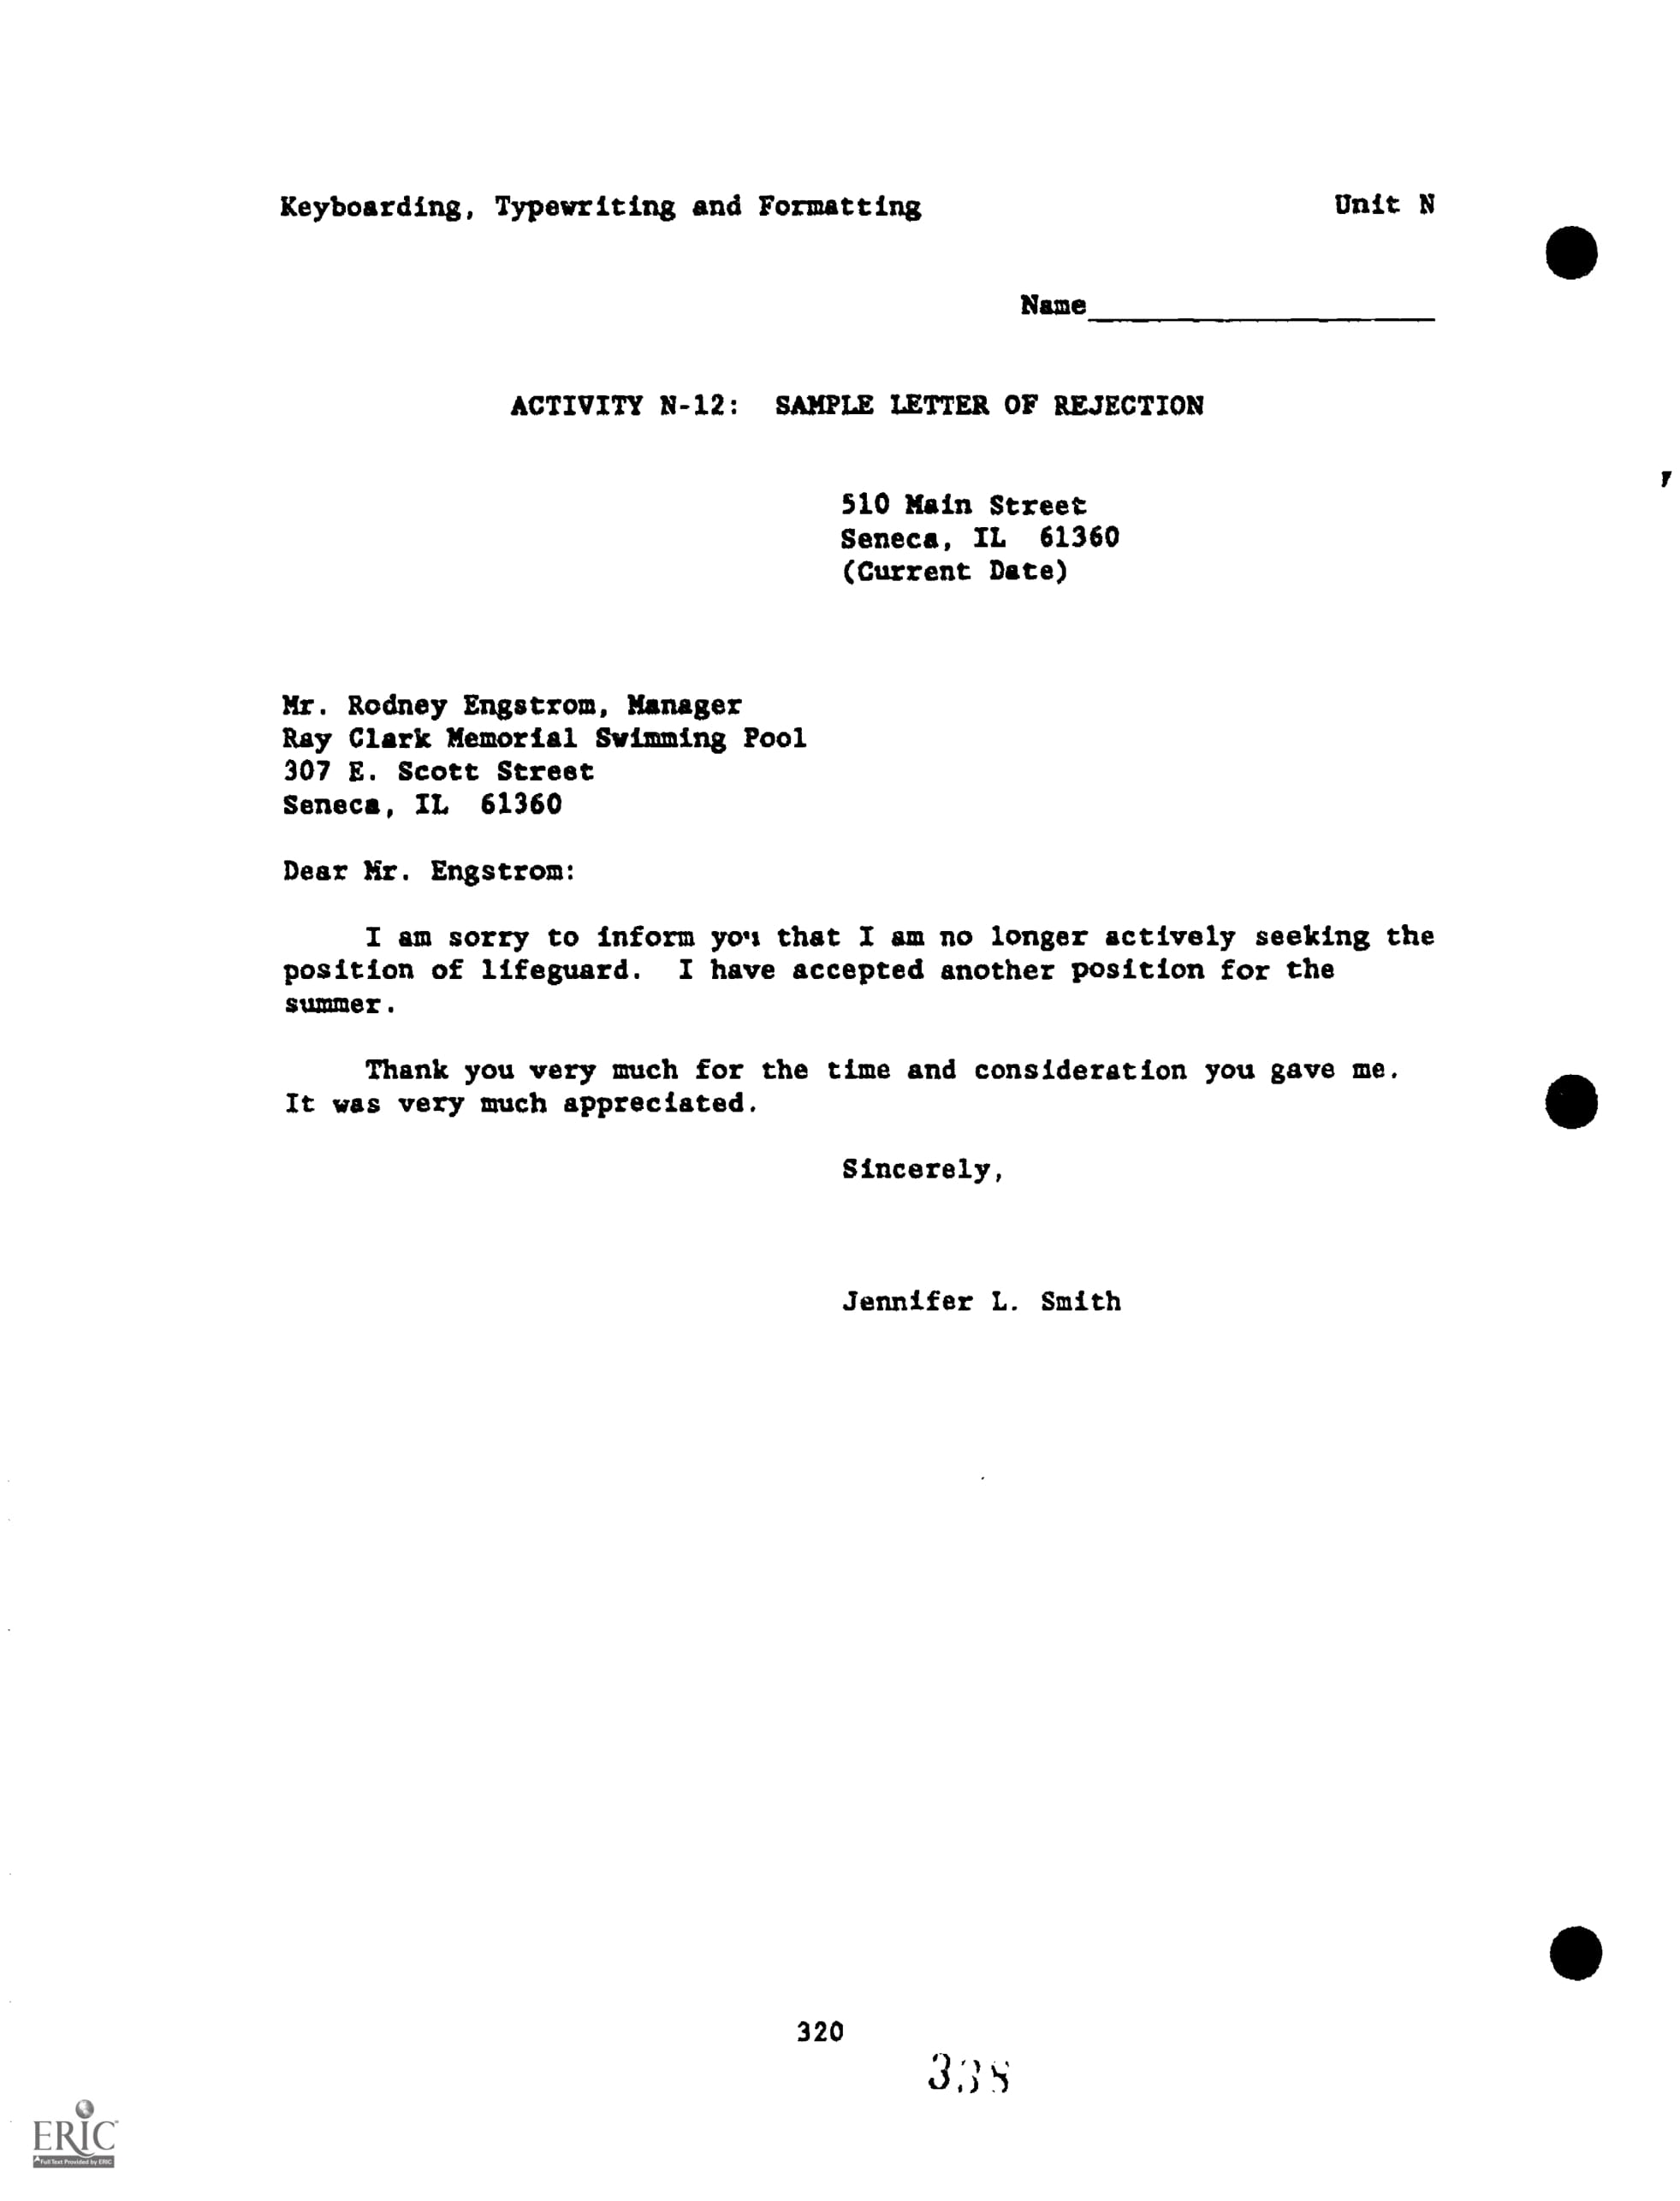 Keyboarding, Typewriting and Formatting Unit N
Name
ACTIVITY N-12: SAMPLE LETTER OF REJECTION
510 Main Street
Seneca, IL 61360
(Current Date)
Mr. Rodney Engstrom, Manager
Ray Clark Memorial Swimming Pool
307 E. Scott Street
Seneca, IL 61360
Dear Mr. Engstrom:
I am sorry to inform you that I am no longer actively seeking the
position of lifeguard. I have accepted another position for the
summer.
Thank you very much for the time and consideration you gave me.
It was very much appreciated.
Sincerely,
Jennifer L. Smith
320
338
ERIC
Full Text Provided by ERIC